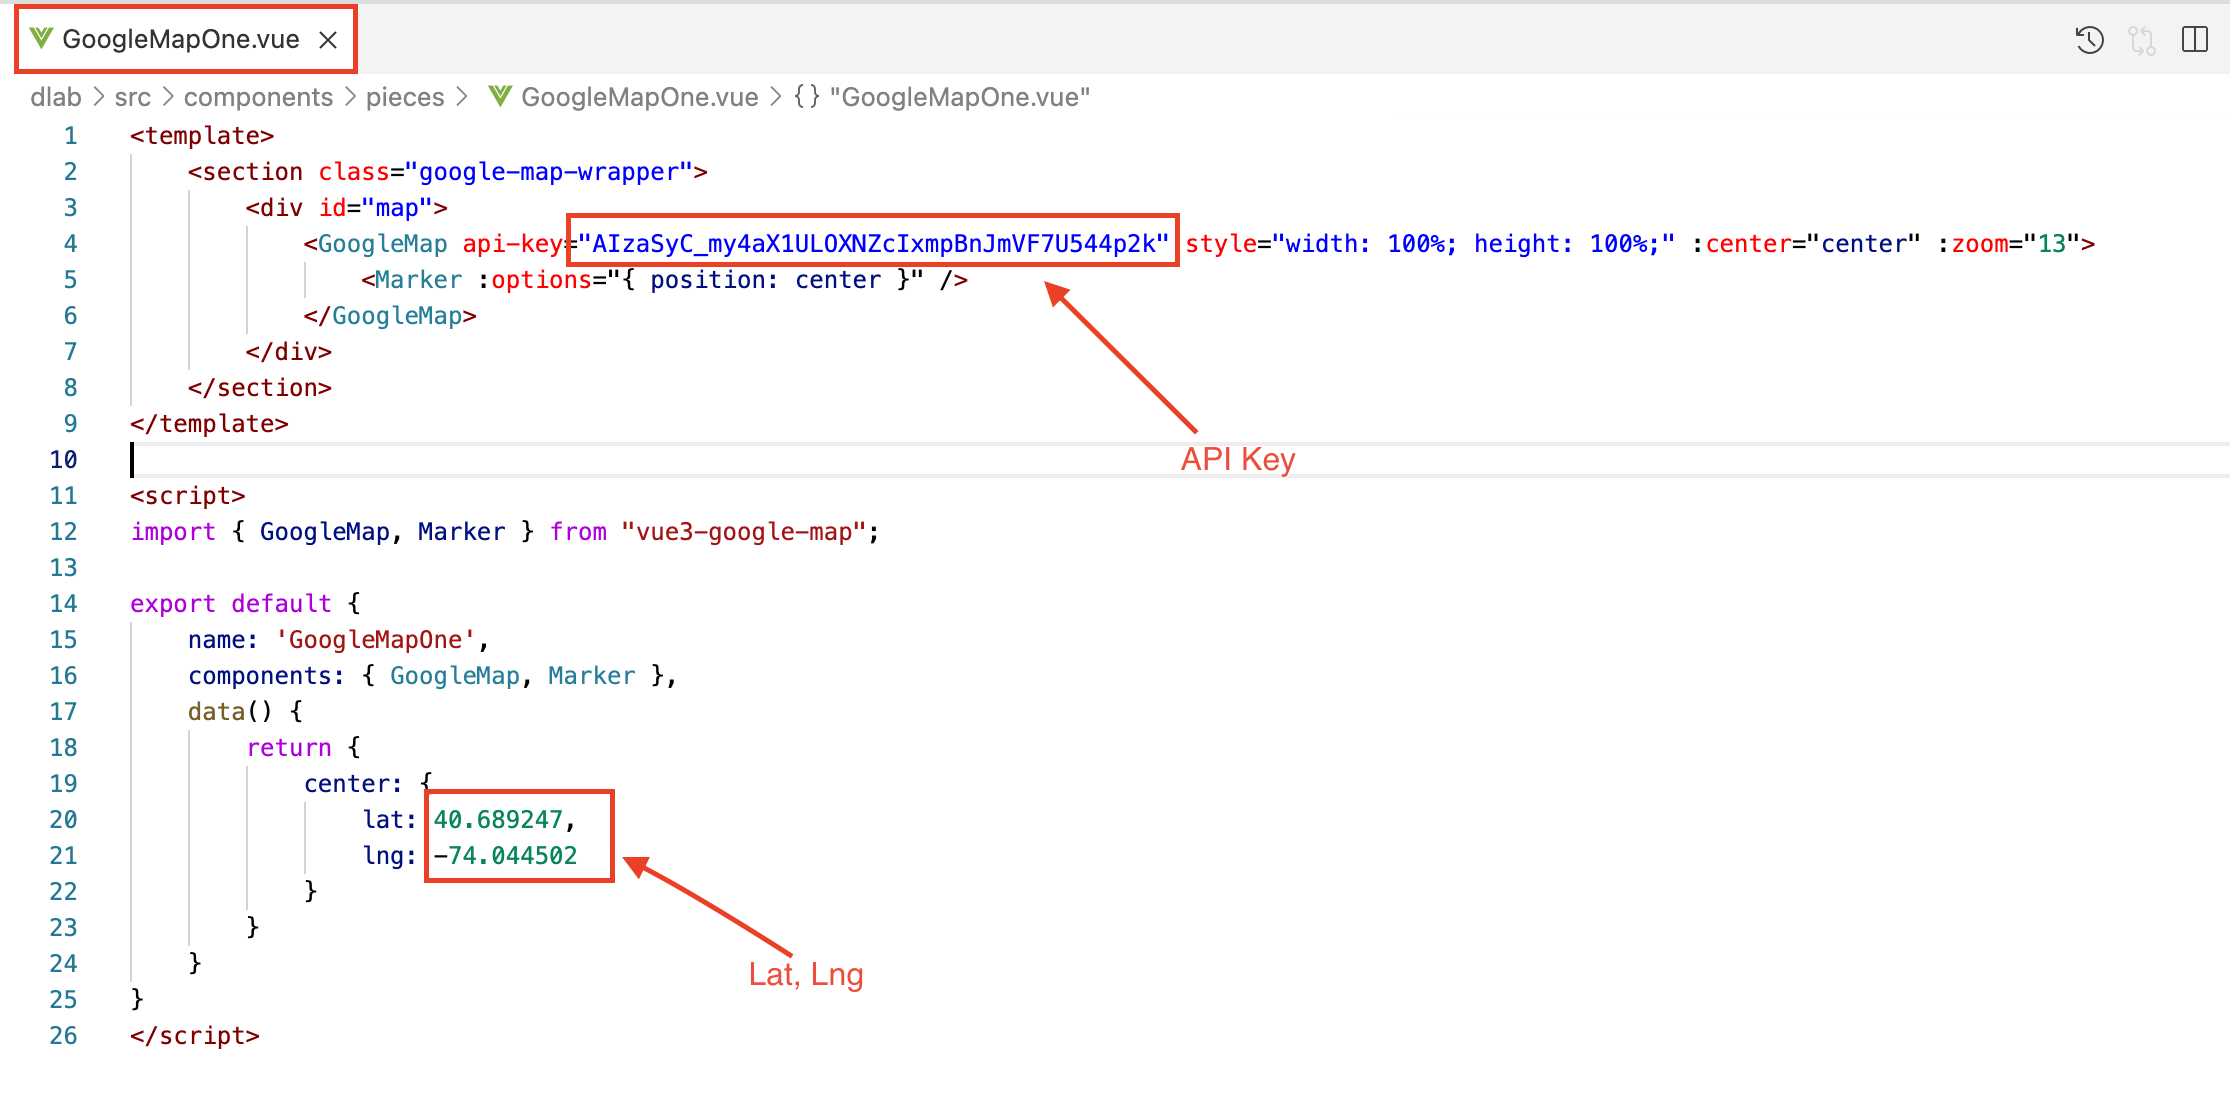 GoogleMapOne.vue
dlab > src > components > pieces > GoogleMapOne.vue > {} "GoogleMapOne.vue"
1 <template>
2 <section class="google-map-wrapper">
3 <div id="map">
4 <GoogleMap api-key="AIzaSyC_my4aX1ULOXNZcIxmpBnJmVF7U544p2k" style="width: 100%; height: 100%;" :center="center" :zoom="13">
5 <Marker :options="{ position: center }" />
6 </GoogleMap>
7 </div>
8 </section>
9 </template>
10
API Key
11 <script>
12 import { GoogleMap, Marker } from "vue3-google-map";
13
14 export default {
15 name: 'GoogleMapOne',
16 components: { GoogleMap, Marker },
17 data() {
18 return {
19 center: {
20 lat: 40.689247,
21 lng: -74.044502
22 }
23 }
24 }
Lat, Lng
25 }
26 </script>